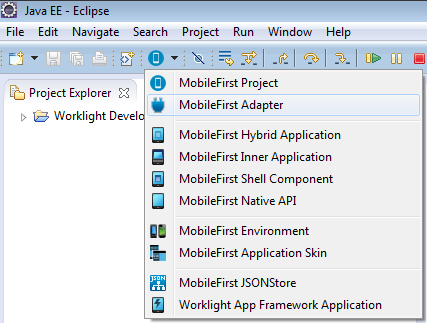 Java EE - Eclipse
File Edit Navigate Search Project Run Window Help
Project Explorer
Worklight Develo
MobileFirst Project
MobileFirst Adapter
MobileFirst Hybrid Application
MobileFirst Inner Application
MobileFirst Shell Component
MobileFirst Native API
MobileFirst Environment
MobileFirst Application Skin
JSON
MobileFirst JSONStore
Worklight App Framework Application